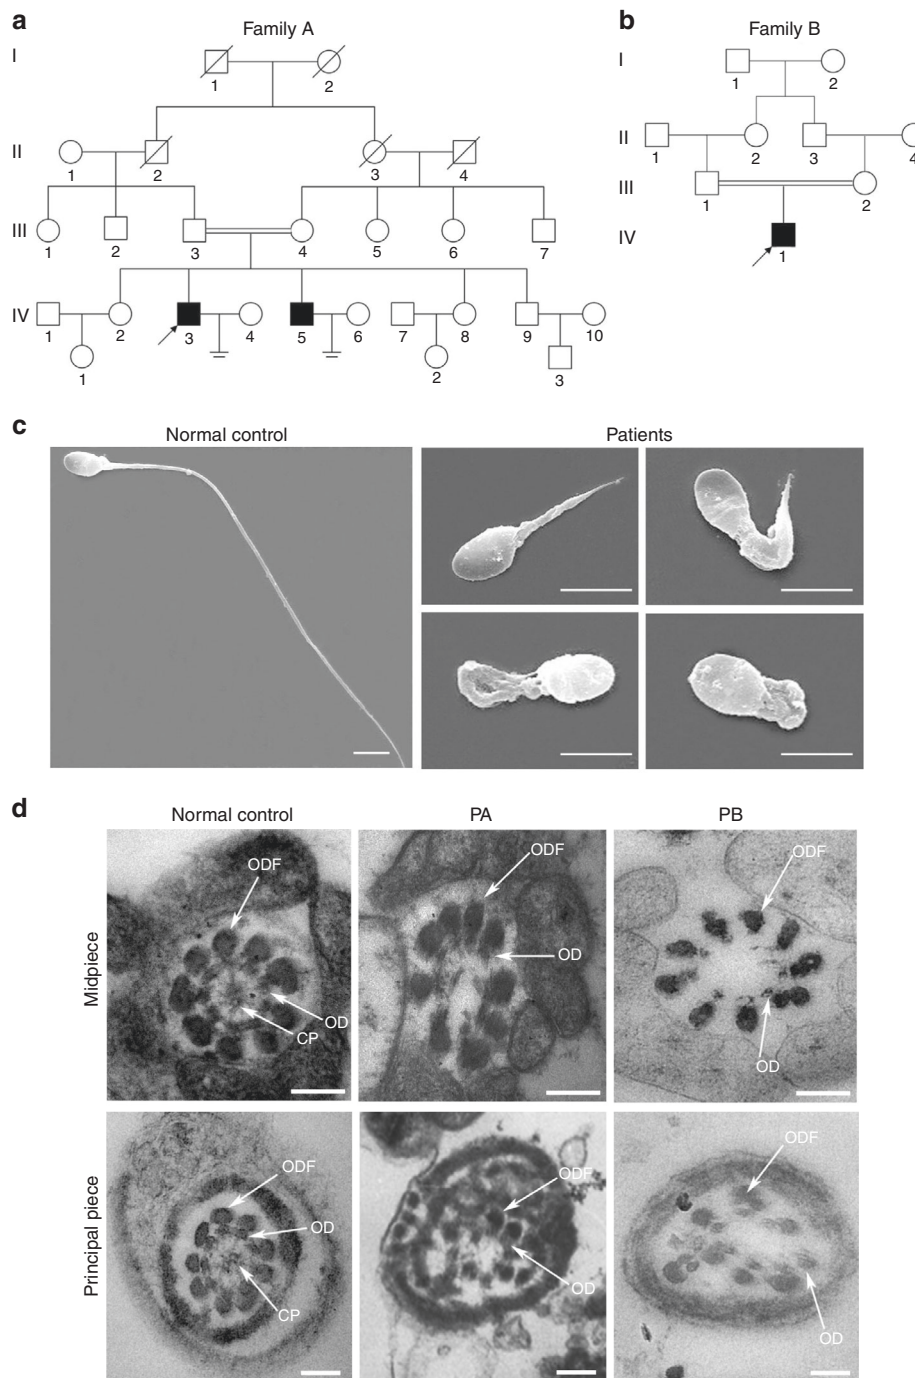 a
Family A
I
1 2
II
1 2 3 4
III
1 2 3 4 5 6 7
IV
1 2 3 4 5 6 7 8 9 10
1 2 3
b
Family B
I
1 2
II
1 2 3 4
III
1 2
IV
1
c
Normal control Patients
d
Normal control PA PB
Midpiece
ODF
OD
CP
ODF
OD
ODF
OD
Principal piece
ODF
OD
CP
ODF
OD
ODF
OD